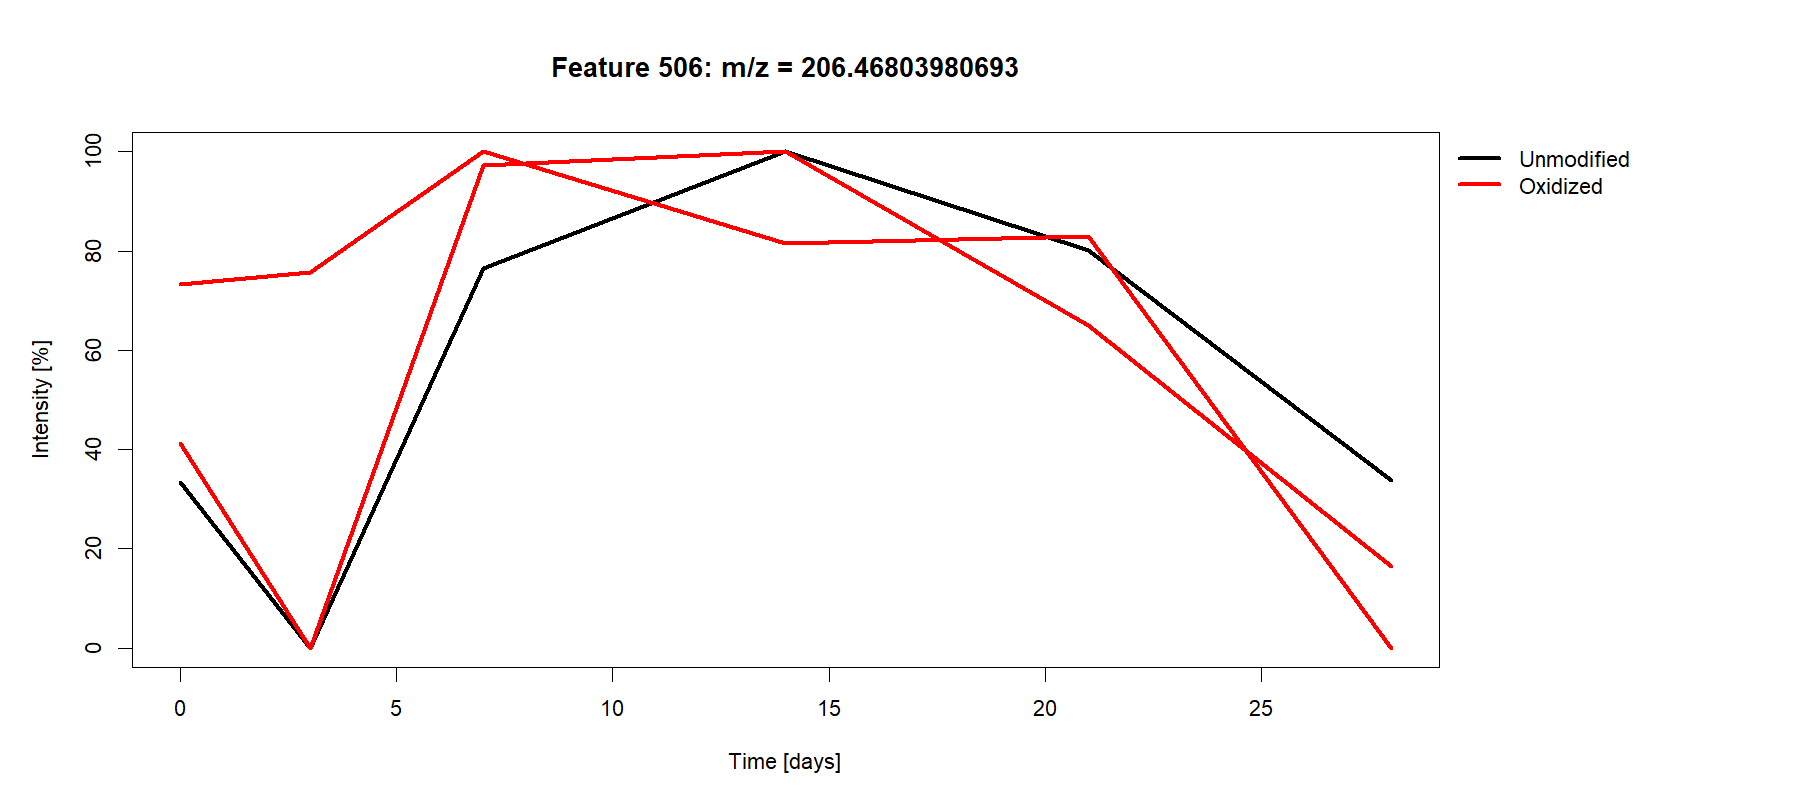 Feature 506: m/z = 206.46803980693
Unmodified
Oxidized
Intensity [%]
100
80
60
40
20
0
0 5 10 15 20 25
Time [days]